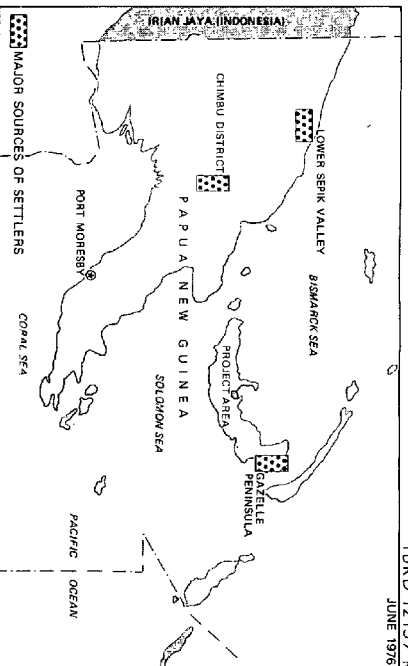 JUNE 1976
IRIAN JAYA (INDONESIA)
LOWER SEPIK VALLEY
BISMARCK SEA
CHIMBU DISTRICT
PAPUA NEW GUINEA
PROJECT AREA
GAZELLE
PENINSULA
SOLOMON SEA
PORT MORESBY
CORAL SEA
PACIFIC OCEAN
MAJOR SOURCES OF SETTLERS